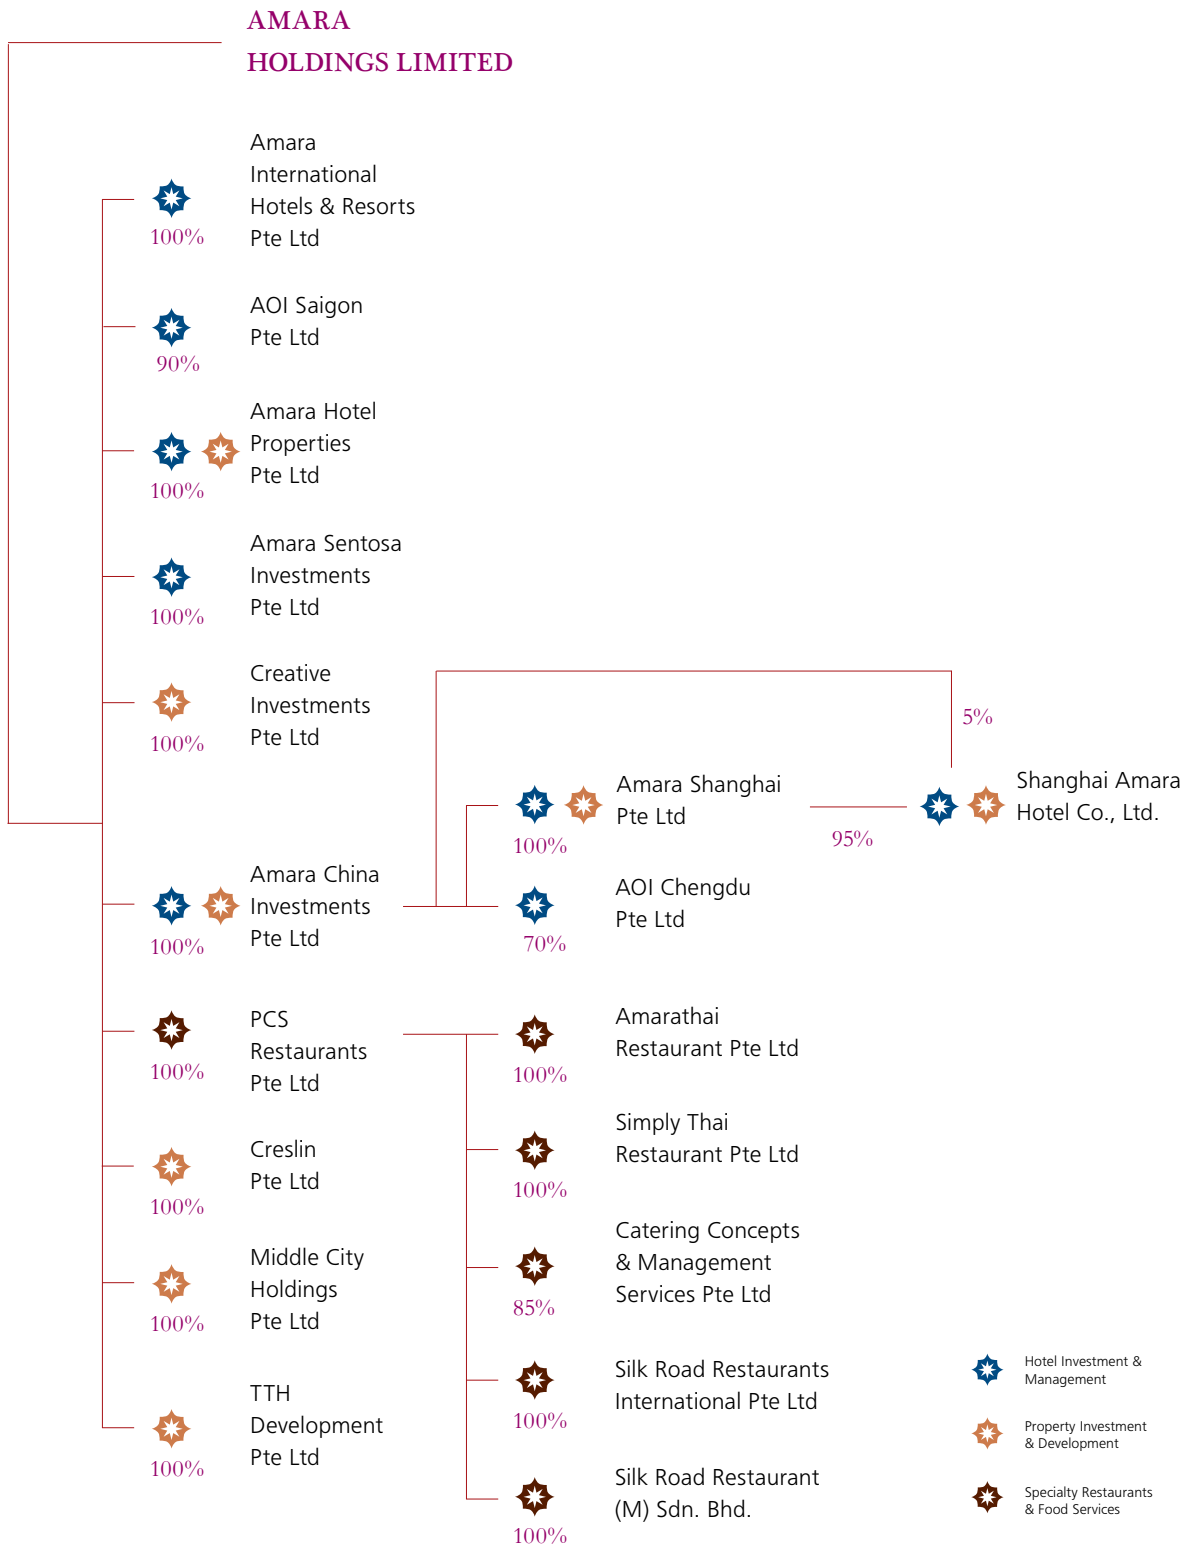 AMARA
HOLDINGS LIMITED
Amara
International
Hotels & Resorts
Pte Ltd
100%
AOI Saigon
Pte Ltd
90%
Amara Hotel
Properties
Pte Ltd
100%
Amara Sentosa
Investments
Pte Ltd
100%
Creative
Investments
Pte Ltd
100%
5%
Amara Shanghai
Pte Ltd
100%
95%
Shanghai Amara
Hotel Co., Ltd.
Amara China
Investments
Pte Ltd
100%
AOI Chengdu
Pte Ltd
70%
PCS
Restaurants
Pte Ltd
100%
Amarathai
Restaurant Pte Ltd
100%
Simply Thai
Restaurant Pte Ltd
100%
Creslin
Pte Ltd
100%
Catering Concepts
& Management
Services Pte Ltd
85%
Middle City
Holdings
Pte Ltd
100%
Silk Road Restaurants
International Pte Ltd
100%
TTH
Development
Pte Ltd
100%
Silk Road Restaurant
(M) Sdn. Bhd.
100%
Hotel Investment &
Management
Property Investment
& Development
Specialty Restaurants
& Food Services